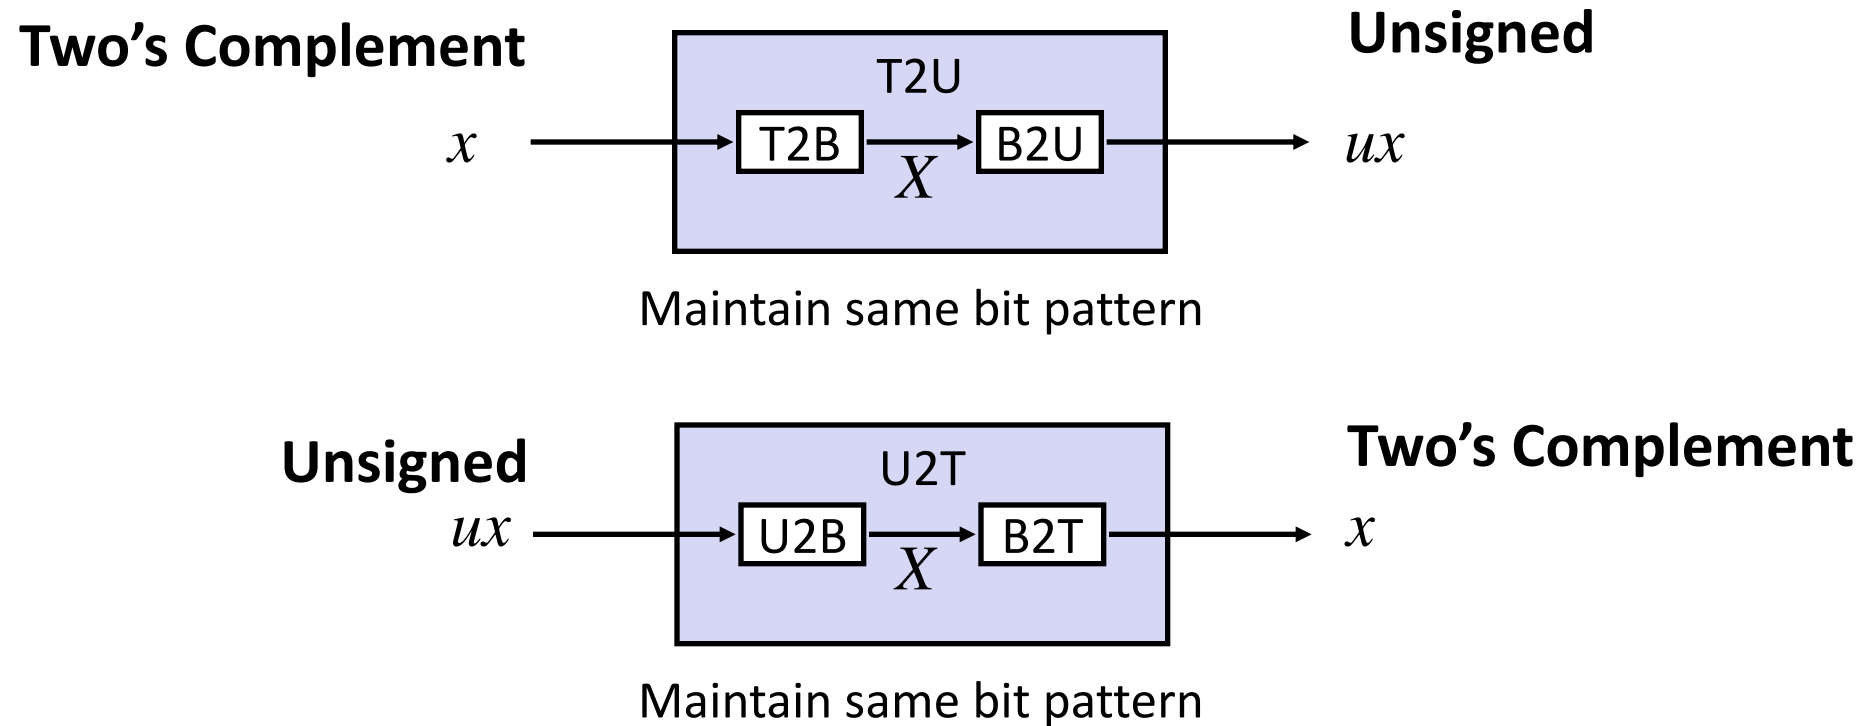 Two’s Complement
Unsigned
T2U
x
T2B
X
B2U
ux
Maintain same bit pattern
Unsigned
Two’s Complement
U2T
ux
U2B
X
B2T
x
Maintain same bit pattern